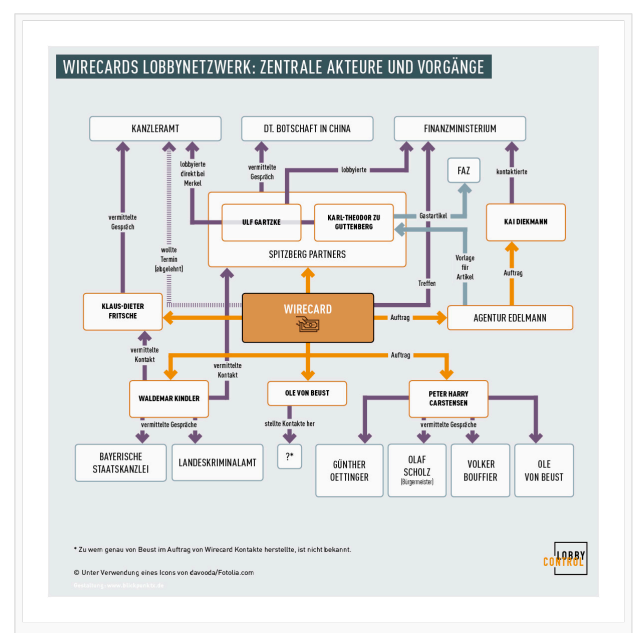 WIRECARDS LOBBYNETZWERK: ZENTRALE AKTEURE UND VORGÄNGE
KANZLERAMT
DT. BOTSCHAFT IN CHINA
FINANZMINISTERIUM
lobbyierte
direkt bei
Merkel
vermittelte
Gespräch
lobbyierte
FAZ
kontaktierte
vermittelte
Gespräch
ULF GARTZKE
KARL-THEODOR ZU
GUTTENBERG
Gastartikel
KAI DIEKMANN
SPITZBERG PARTNERS
wollte
Termin
(abgelehnt)
Vorlage
für
Artikel
Auftrag
Treffen
KLAUS-DIETER
FRITSCHE
WIRECARD
Auftrag
AGENTUR EDELMANN
vermittelte
Kontakt
vermittelte
Kontakt
Auftrag
WALDEMAR KINDLER
OLE VON BEUST
PETER HARRY
CARSTENSEN
vermittelte Gespräche
stellte Kontakte her
vermittelte Gespräche
BAYERISCHE
STAATSKANZLEI
LANDESKRIMINALAMT
?*
GÜNTHER
OETTINGER
OLAF
SCHOLZ
(Bürgermeister)
VOLKER
BOUFFIER
OLE
VON BEUST
* Zu wem genau von Beust im Auftrag von Wirecard Kontakte herstellte, ist nicht bekannt.
© Unter Verwendung eines Icons von davooda/Fotolia.com
LOBBY
CONTROL